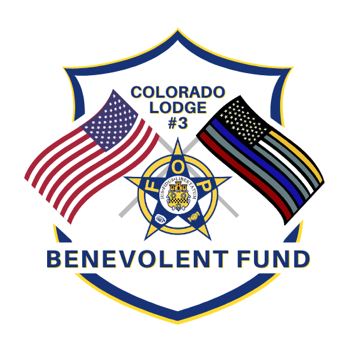 COLORADO
LODGE
#3
F O P
BENEVOLENT FUND